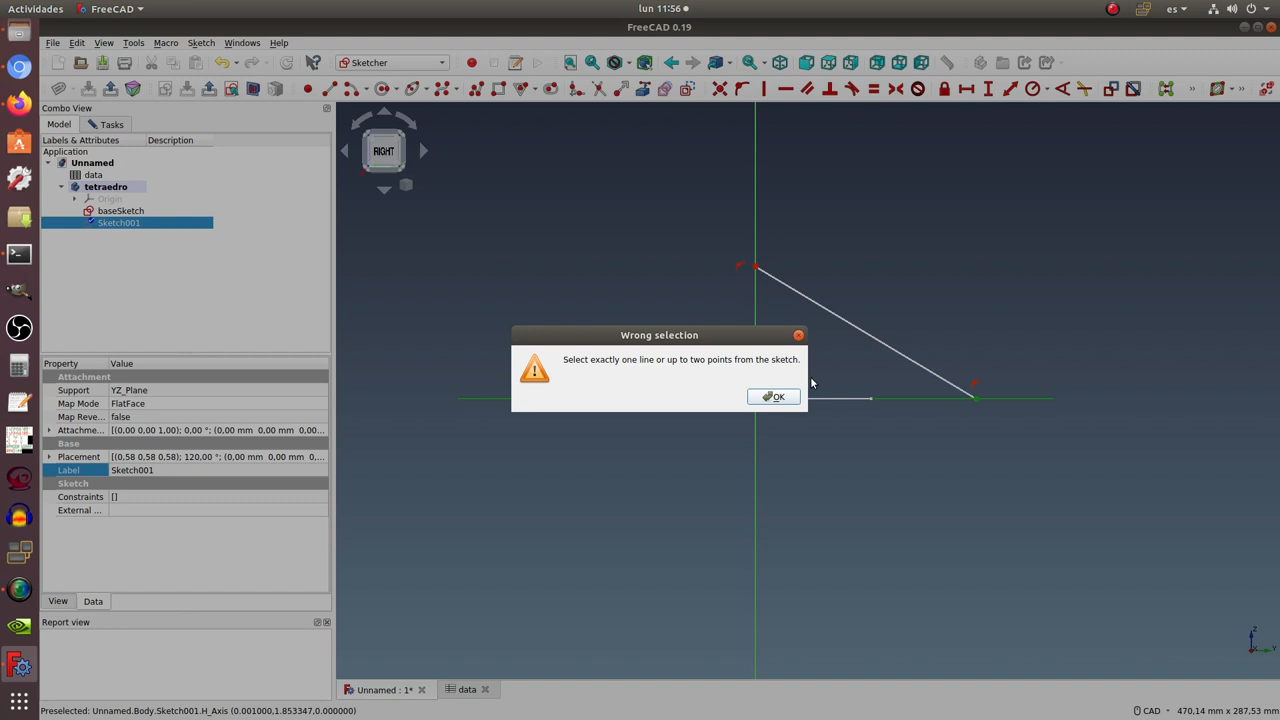 Actividades
FreeCAD
lun 11:56
es
FreeCAD 0.19
File Edit View Tools Macro Sketch Windows Help
Sketcher
Combo View
Model Tasks
Labels & Attributes Description
Application
Unnamed
data
tetraedro
Origin
baseSketch
Sketch001
RIGHT
Wrong selection
Select exactly one line or up to two points from the sketch.
OK
Property Value
Attachment
Support YZ_Plane
Map Mode FlatFace
Map Reve... false
Attachme... [(0,00 0,00 1,00); 0,00 °; (0,00 mm 0,00 mm 0,00...
Base
Placement [(0,58 0,58 0,58); 120,00 °; (0,00 mm 0,00 mm 0,0...
Label Sketch001
Sketch
Constraints []
External ...
View Data
Report view
Z
Y
Unnamed : 1* data
Preselected: Unnamed.Body.Sketch001.H_Axis (0.001000,1.853347,0.000000)
CAD
470,14 mm x 287,53 mm